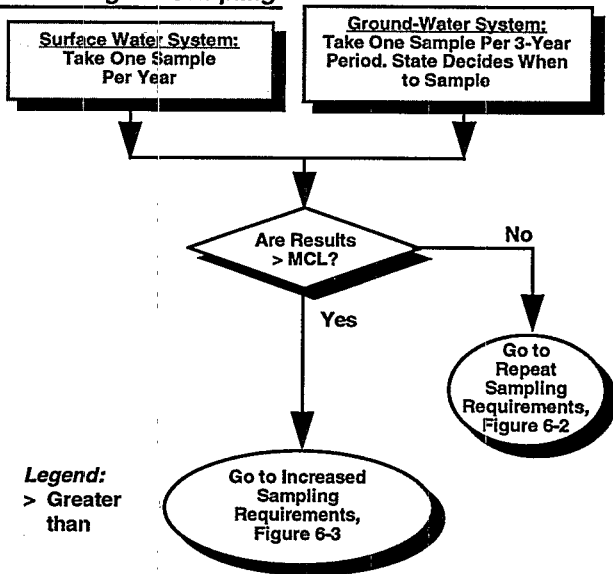 Surface Water System:
Take One Sample
Per Year
Ground-Water System:
Take One Sample Per 3-Year
Period. State Decides When
to Sample
Are Results
> MCL?
No
Yes
Go to
Repeat
Sampling
Requirements,
Figure 6-2
Go to Increased
Sampling
Requirements,
Figure 6-3
Legend:
> Greater
than